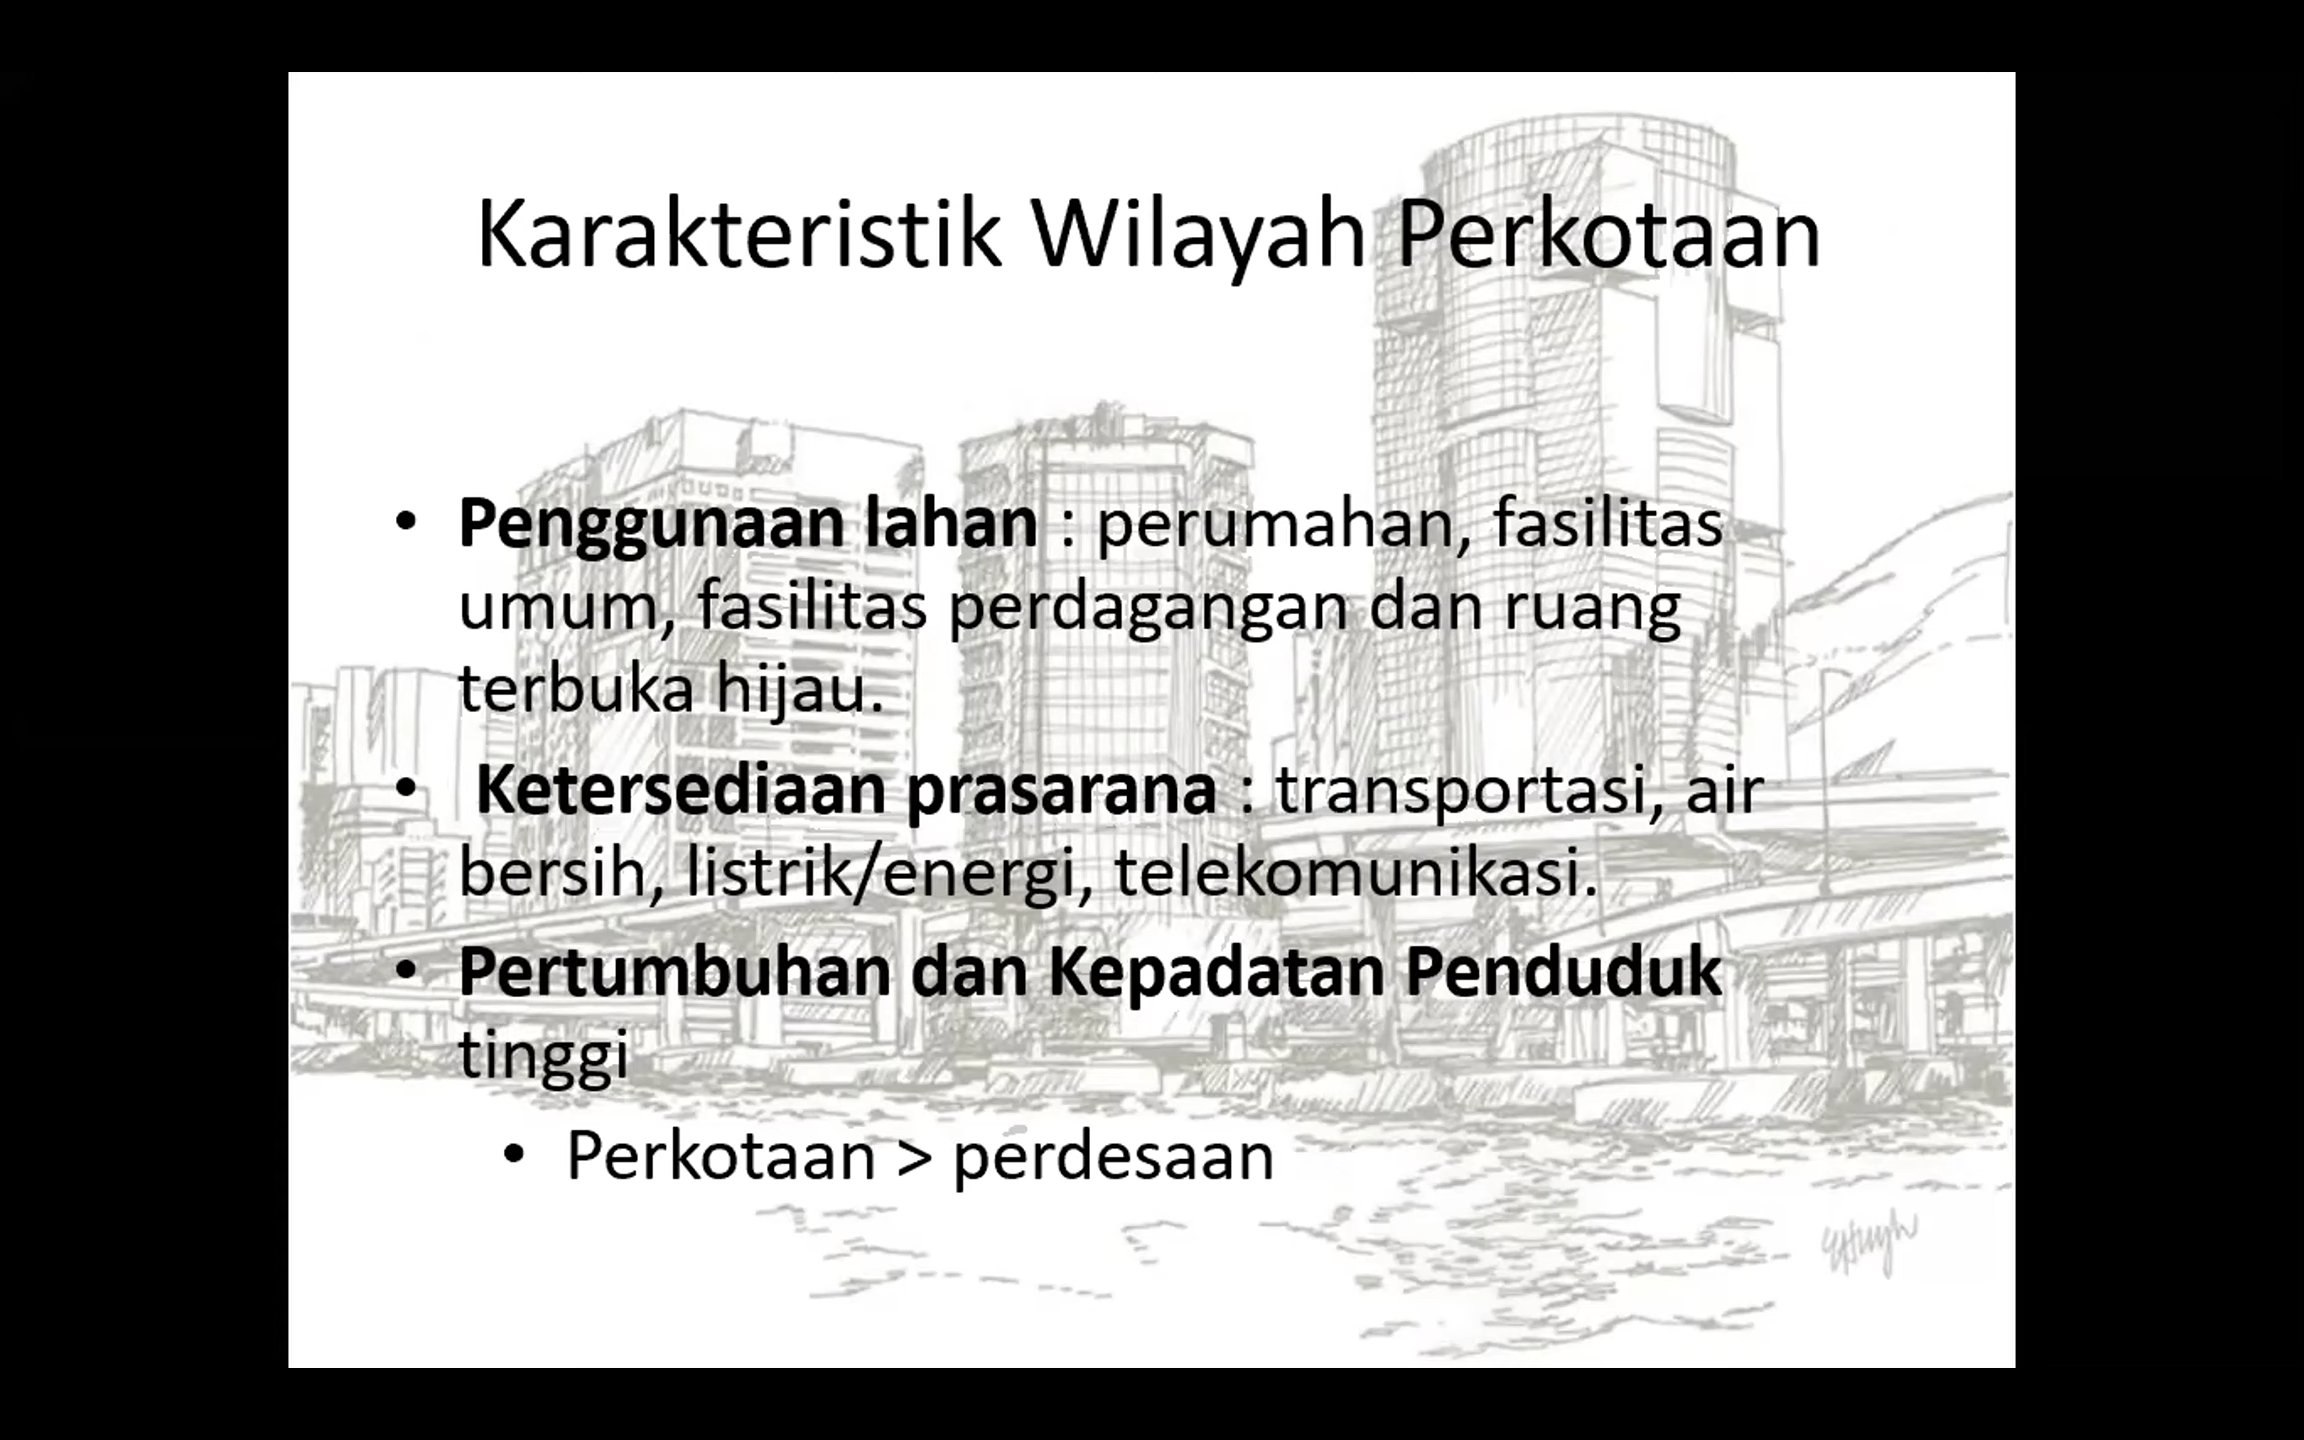 Karakteristik Wilayah Perkotaan
• Penggunaan lahan : perumahan, fasilitas
umum, fasilitas perdagangan dan ruang
terbuka hijau.
• Ketersediaan prasarana : transportasi, air
bersih, listrik/energi, telekomunikasi.
• Pertumbuhan dan Kepadatan Penduduk
tinggi
• Perkotaan > perdesaan